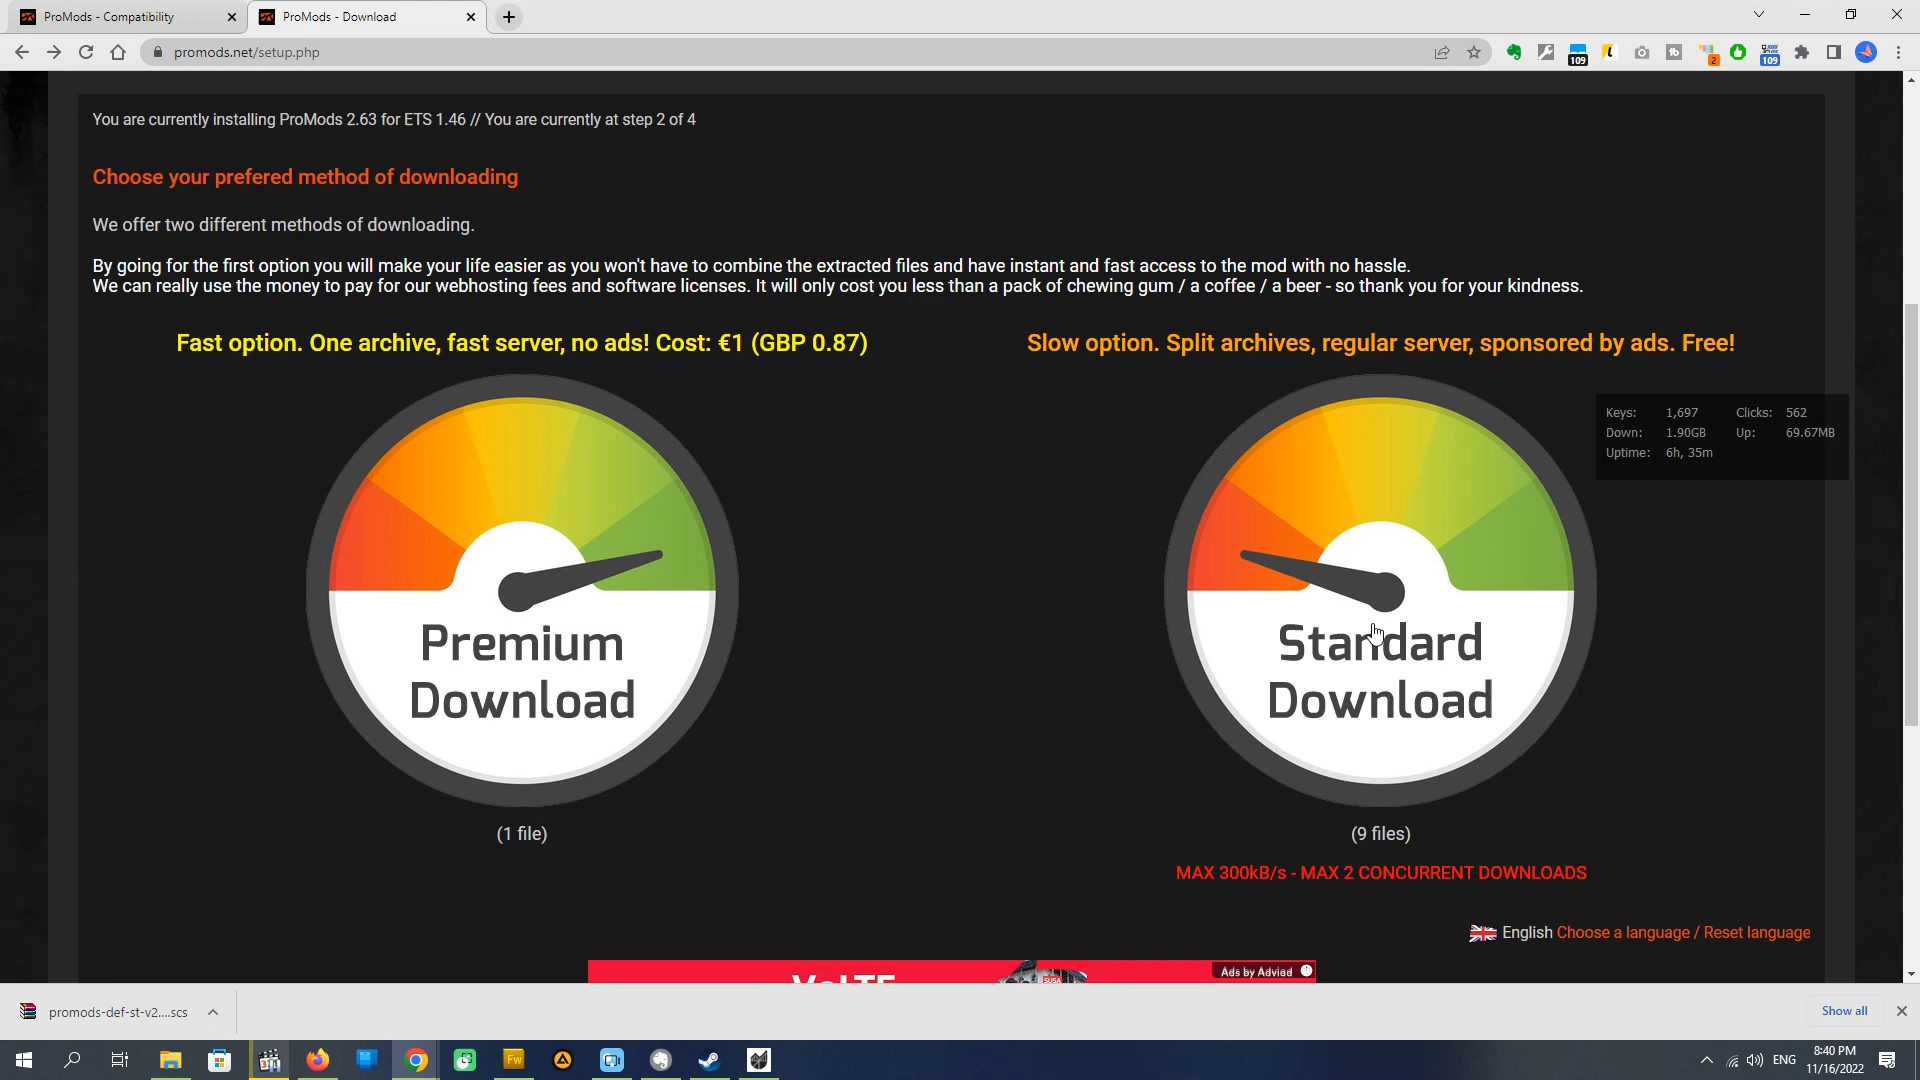 ProMods - Compatibility
ProMods - Download
promods.net/setup.php
109
2
109
You are currently installing ProMods 2.63 for ETS 1.46 // You are currently at step 2 of 4
Choose your prefered method of downloading
We offer two different methods of downloading.
By going for the first option you will make your life easier as you won't have to combine the extracted files and have instant and fast access to the mod with no hassle.
We can really use the money to pay for our webhosting fees and software licenses. It will only cost you less than a pack of chewing gum / a coffee / a beer - so thank you for your kindness.
Fast option. One archive, fast server, no ads! Cost: €1 (GBP 0.87)
Slow option. Split archives, regular server, sponsored by ads. Free!
Keys: 1,697 Clicks: 562
Down: 1.90GB Up: 69.67MB
Uptime: 6h, 35m
Premium
Download
Standard
Download
(1 file)
(9 files)
MAX 300kB/s - MAX 2 CONCURRENT DOWNLOADS
English Choose a language / Reset language
VoLTE
SUSA
Ads by Adviad
promods-def-st-v2....scs
Show all
Fw
ENG
8:40 PM
11/16/2022